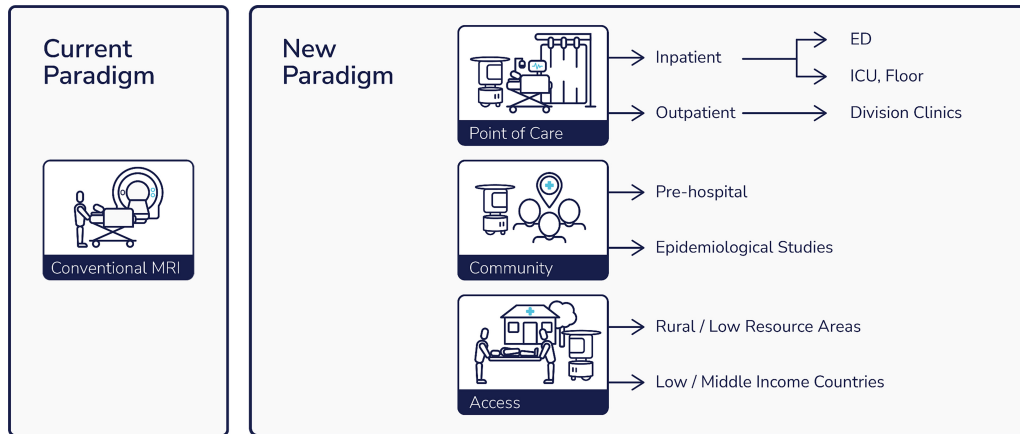 Current
Paradigm
Conventional MRI
New
Paradigm
Point of Care
Inpatient
ED
ICU, Floor
Outpatient
Division Clinics
Community
Pre-hospital
Epidemiological Studies
Access
Rural / Low Resource Areas
Low / Middle Income Countries